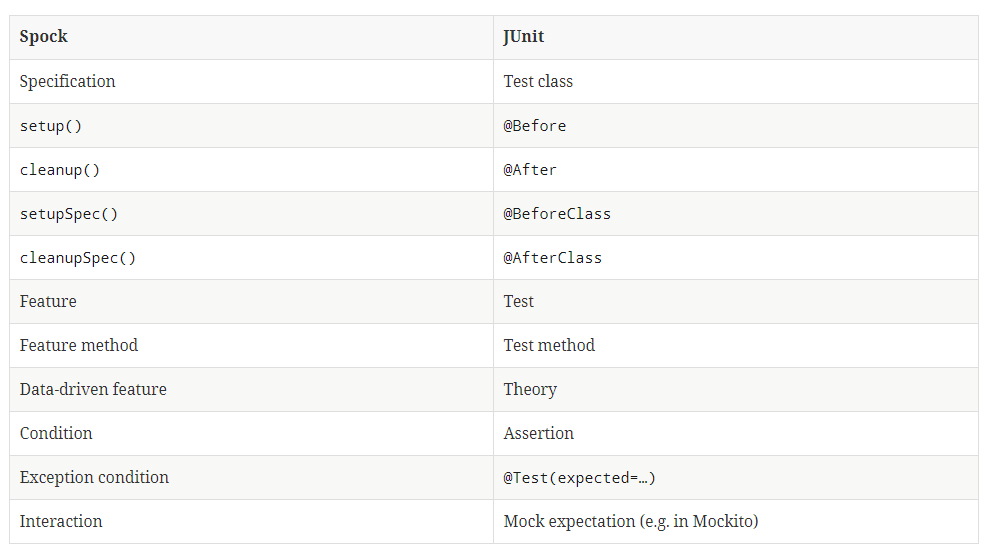 Spock JUnit
Specification Test class
setup() @Before
cleanup() @After
setupSpec() @BeforeClass
cleanupSpec() @AfterClass
Feature Test
Feature method Test method
Data-driven feature Theory
Condition Assertion
Exception condition @Test(expected=…)
Interaction Mock expectation (e.g. in Mockito)